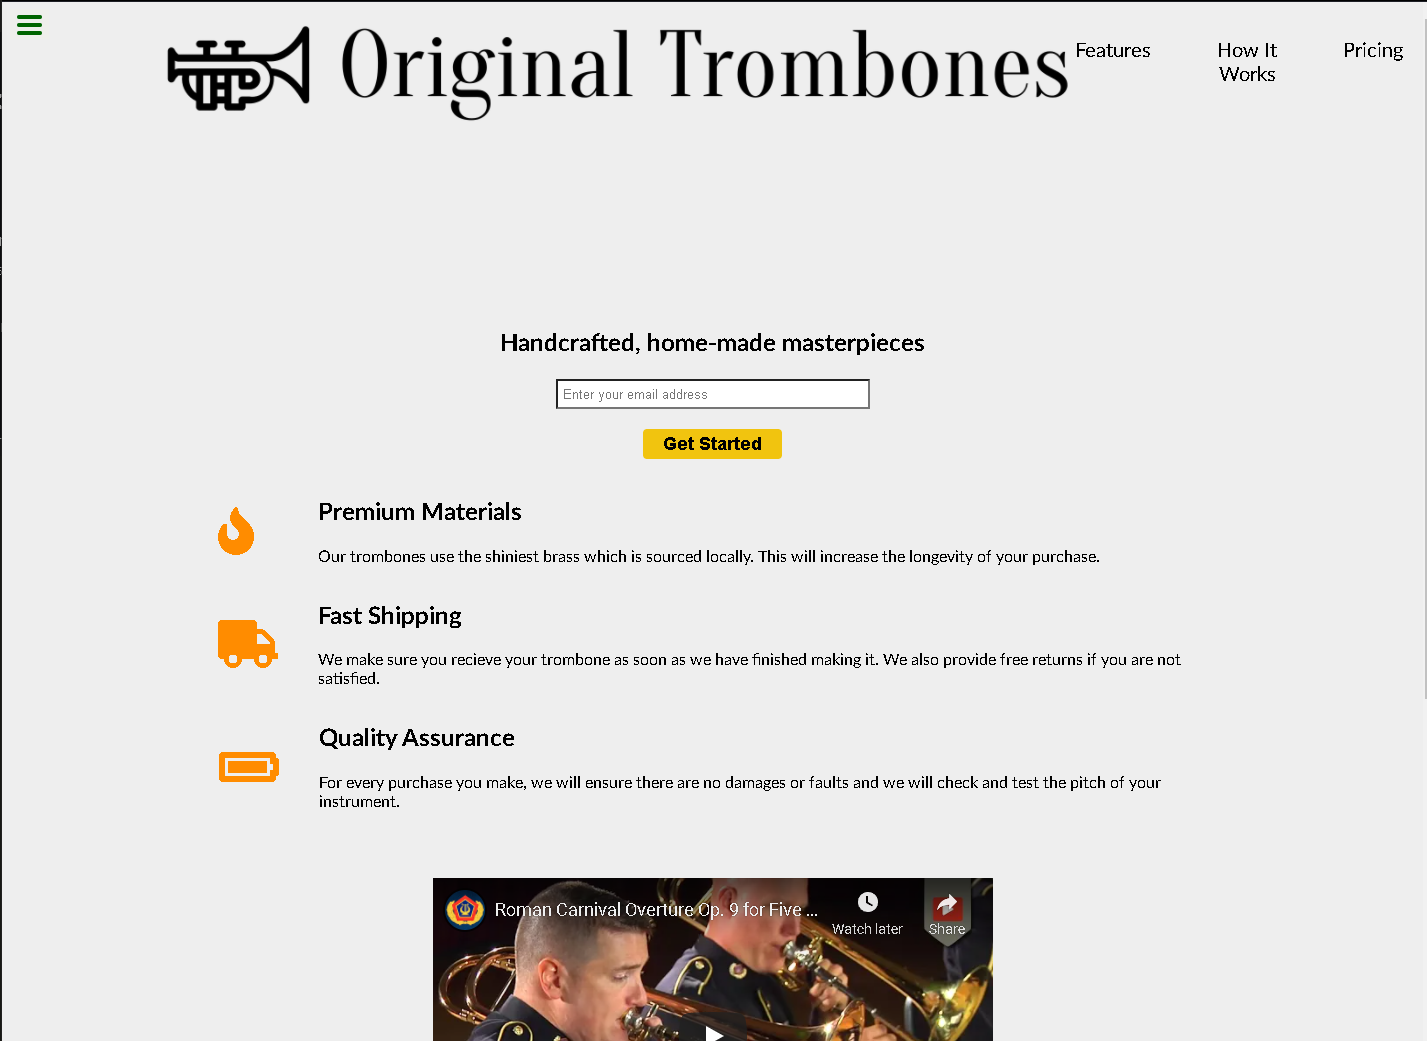 Original Trombones
Features
How It
Works
Pricing
Handcrafted, home-made masterpieces
Enter your email address
Get Started
Premium Materials
Our trombones use the shiniest brass which is sourced locally. This will increase the longevity of your purchase.
Fast Shipping
We make sure you recieve your trombone as soon as we have finished making it. We also provide free returns if you are not
satisfied.
Quality Assurance
For every purchase you make, we will ensure there are no damages or faults and we will check and test the pitch of your
instrument.
Roman Carnival Overture Op. 9 for Five ...
Watch later
Share